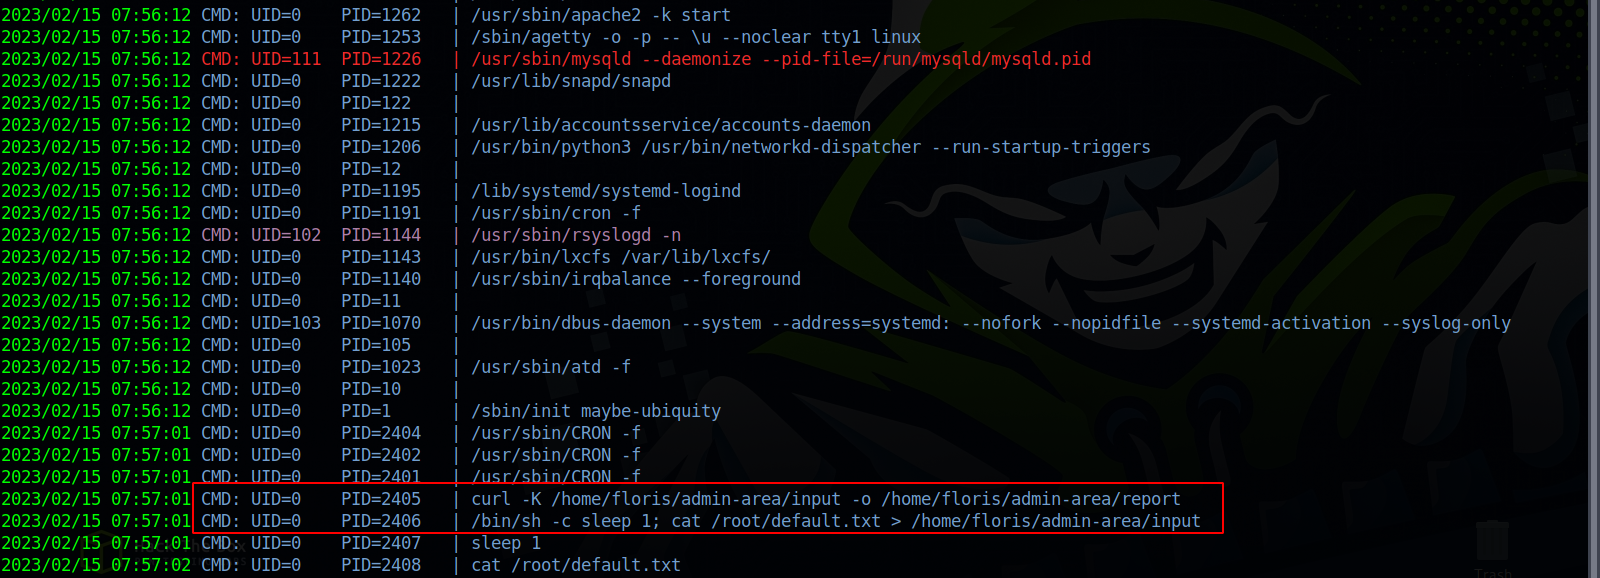 2023/02/15 07:56:12 CMD: UID=0    PID=1262   | /usr/sbin/apache2 -k start
2023/02/15 07:56:12 CMD: UID=0    PID=1253   | /sbin/agetty -o -p -- \u --noclear tty1 linux
2023/02/15 07:56:12 CMD: UID=111  PID=1226   | /usr/sbin/mysqld --daemonize --pid-file=/run/mysqld/mysqld.pid
2023/02/15 07:56:12 CMD: UID=0    PID=1222   | /usr/lib/snapd/snapd
2023/02/15 07:56:12 CMD: UID=0    PID=122    |
2023/02/15 07:56:12 CMD: UID=0    PID=1215   | /usr/lib/accountsservice/accounts-daemon
2023/02/15 07:56:12 CMD: UID=0    PID=1206   | /usr/bin/python3 /usr/bin/networkd-dispatcher --run-startup-triggers
2023/02/15 07:56:12 CMD: UID=0    PID=12     |
2023/02/15 07:56:12 CMD: UID=0    PID=1195   | /lib/systemd/systemd-logind
2023/02/15 07:56:12 CMD: UID=0    PID=1191   | /usr/sbin/cron -f
2023/02/15 07:56:12 CMD: UID=102  PID=1144   | /usr/sbin/rsyslogd -n
2023/02/15 07:56:12 CMD: UID=0    PID=1143   | /usr/bin/lxcfs /var/lib/lxcfs/
2023/02/15 07:56:12 CMD: UID=0    PID=1140   | /usr/sbin/irqbalance --foreground
2023/02/15 07:56:12 CMD: UID=0    PID=11     |
2023/02/15 07:56:12 CMD: UID=103  PID=1070   | /usr/bin/dbus-daemon --system --address=systemd: --nofork --nopidfile --systemd-activation --syslog-only
2023/02/15 07:56:12 CMD: UID=0    PID=105    |
2023/02/15 07:56:12 CMD: UID=0    PID=1023   | /usr/sbin/atd -f
2023/02/15 07:56:12 CMD: UID=0    PID=10     |
2023/02/15 07:56:12 CMD: UID=0    PID=1      | /sbin/init maybe-ubiquity
2023/02/15 07:57:01 CMD: UID=0    PID=2404   | /usr/sbin/CRON -f
2023/02/15 07:57:01 CMD: UID=0    PID=2402   | /usr/sbin/CRON -f
2023/02/15 07:57:01 CMD: UID=0    PID=2401   | /usr/sbin/CRON -f
2023/02/15 07:57:01 CMD: UID=0    PID=2405   | curl -K /home/floris/admin-area/input -o /home/floris/admin-area/report
2023/02/15 07:57:01 CMD: UID=0    PID=2406   | /bin/sh -c sleep 1; cat /root/default.txt > /home/floris/admin-area/input
2023/02/15 07:57:01 CMD: UID=0    PID=2407   | sleep 1
2023/02/15 07:57:02 CMD: UID=0    PID=2408   | cat /root/default.txt
Trash